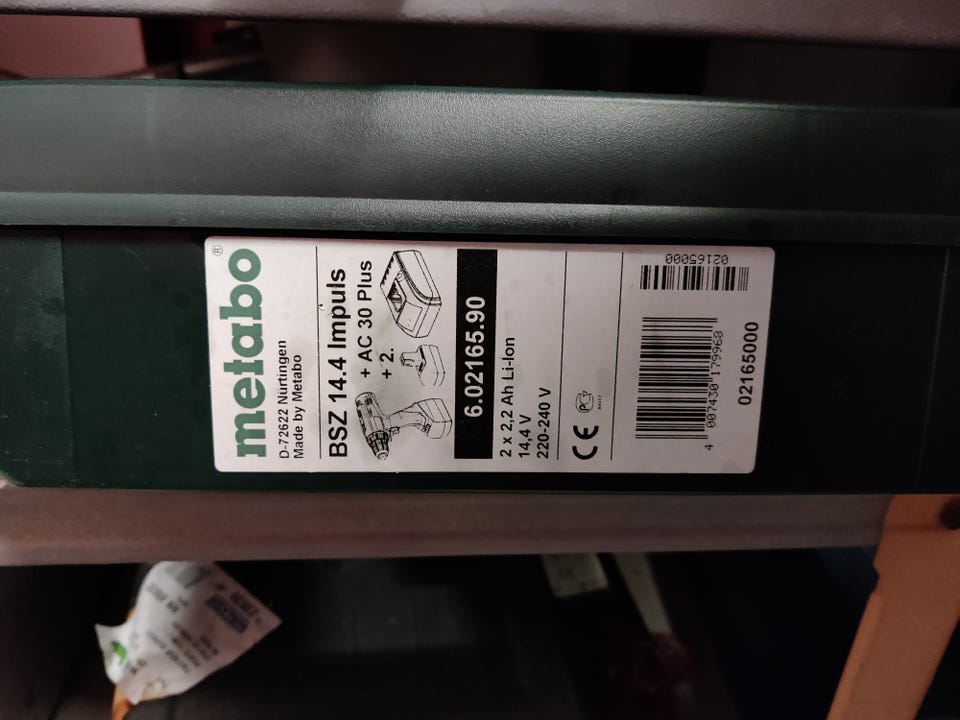 metabo®
D-72622 Nürtingen
Made by Metabo
BSZ 14.4 Impuls
+ AC 30 Plus
+ 2.
6.02165.90
2 x 2,2 Ah Li-Ion
14,4 V
220-240 V
CE
02165000
4 007430 179968
02165000